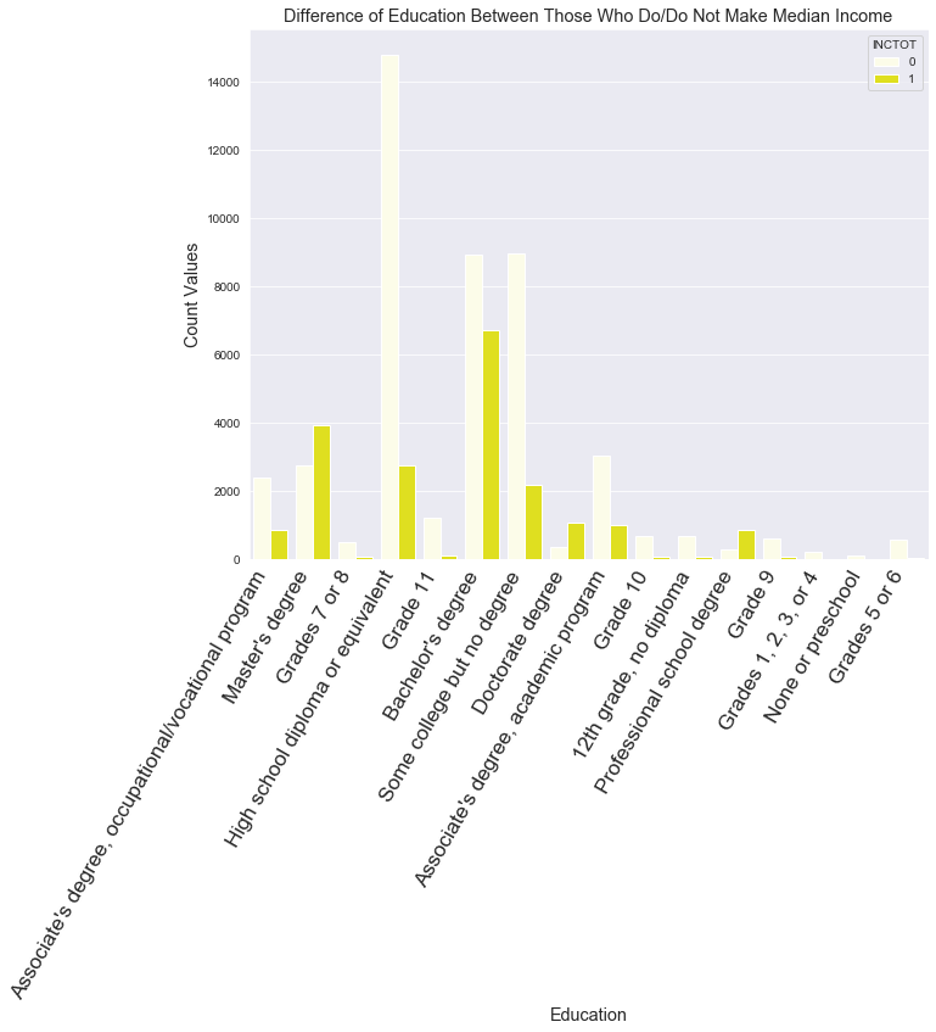 Difference of Education Between Those Who Do/Do Not Make Median Income
INCTOT
0
1
14000
12000
10000
8000
6000
4000
2000
0
Count Values
Associate's degree, occupational/vocational program
Master's degree
Grades 7 or 8
High school diploma or equivalent
Grade 11
Bachelor's degree
Some college but no degree
Doctorate degree
Associate's degree, academic program
Grade 10
12th grade, no diploma
Professional school degree
Grade 9
Grades 1, 2, 3, or 4
None or preschool
Grades 5 or 6
Education